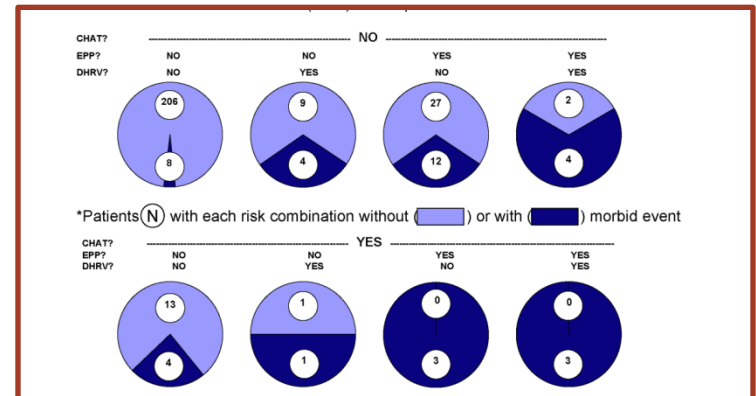 CHAT? NO
EPP? NO NO YES YES
DHRV? NO YES NO YES
206 9 27 2
8 4 12 4
*Patients (N) with each risk combination without ( ) or with ( ) morbid event
CHAT? YES
EPP? NO NO YES YES
DHRV? NO YES NO YES
13 1 0 0
4 1 3 3